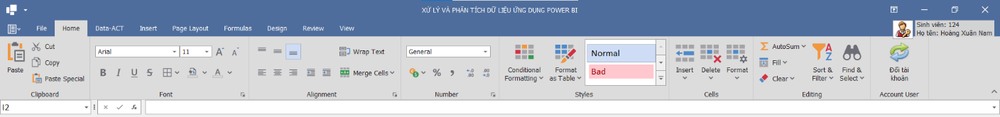 XỬ LÝ VÀ PHÂN TÍCH DỮ LIỆU ỨNG DỤNG POWER BI
File Home Data-ACT Insert Page Layout Formulas Design Review View
Sinh viên: 124
Họ tên: Hoàng Xuân Nam
Paste
Cut
Copy
Paste Special
Clipboard
Arial 11 A A
B I U S A
Font
Wrap Text
Merge Cells
Alignment
General
% , ,00 ,0
Number
Conditional
Formatting
Format
as Table
Normal
Bad
Styles
Insert
Delete
Format
Cells
Σ AutoSum
Fill
Clear
Sort &
Filter
Find &
Select
Editing
Đổi tài
khoản
Account User
I2 fx